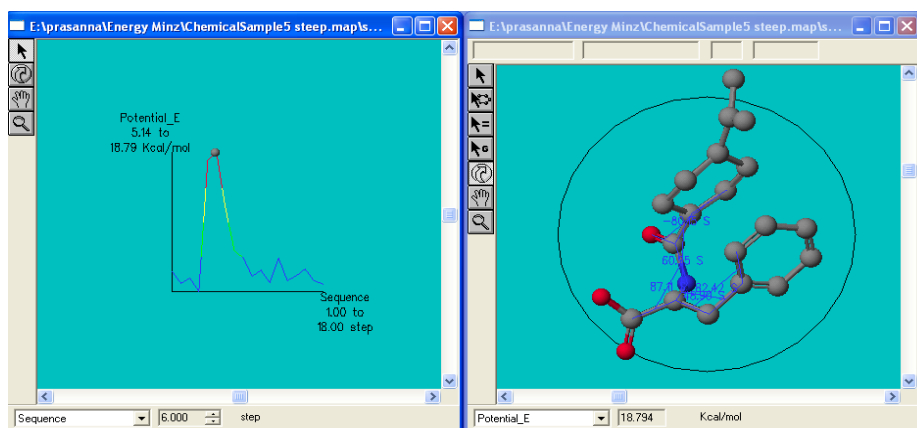 E:\prasanna\Energy Minz\ChemicalSample5 steep.map\s...
Potential_E
5.14 to
18.79 Kcal/mol
Sequence
1.00 to
18.00 step
Sequence
6.000
step
E:\prasanna\Energy Minz\ChemicalSample5 steep.map\s...
S
60.
S
87.
Potential_E
18.794
Kcal/mol